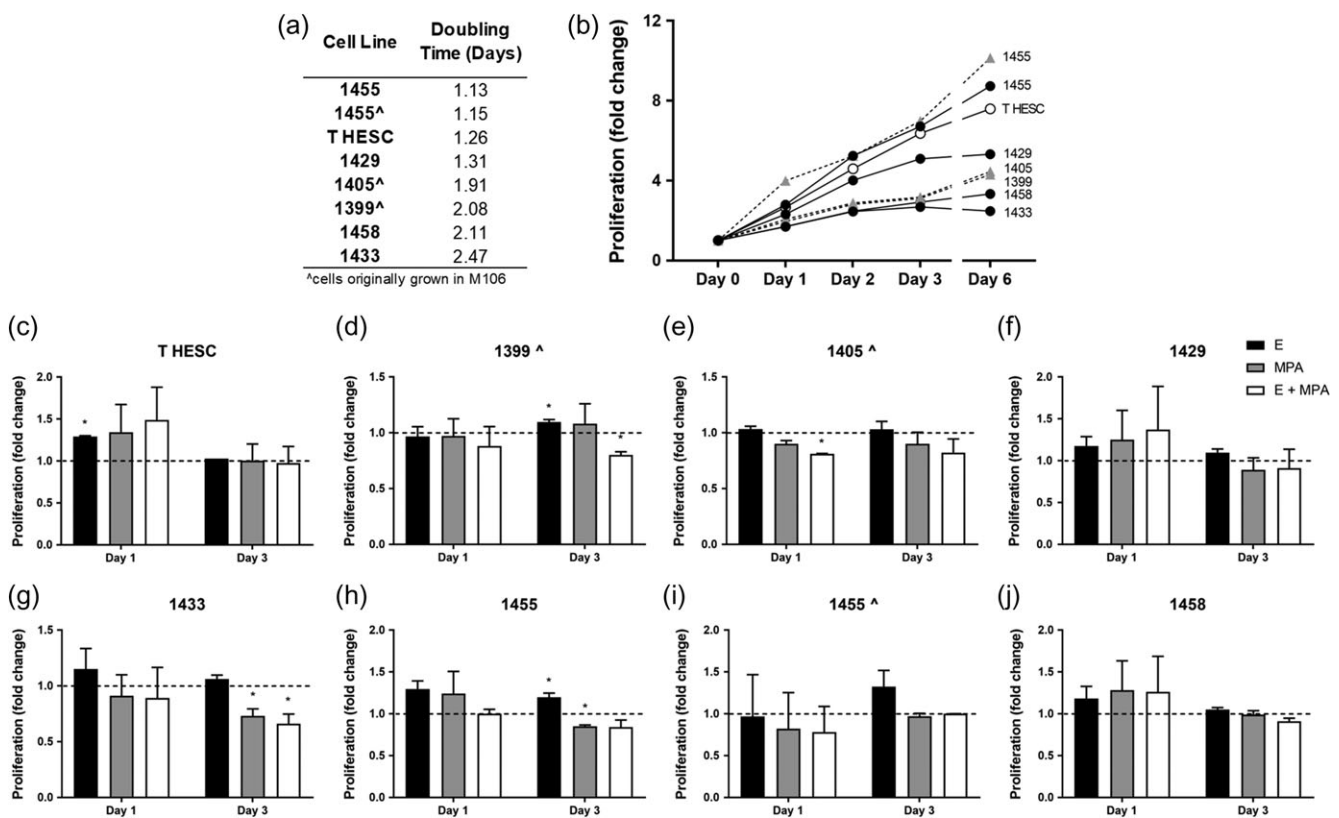 (a)
Cell Line Doubling
Time (Days)
1455 1.13
1455^ 1.15
T HESC 1.26
1429 1.31
1405^ 1.91
1399^ 2.08
1458 2.11
1433 2.47
^cells originally grown in M106
(b)
Proliferation (fold change)
12
8
4
0
Day 0 Day 1 Day 2 Day 3 Day 6
1455
1455
T HESC
1429
1405
1399
1458
1433
(c)
T HESC
Proliferation (fold change)
2.0
1.5
1.0
0.5
0.0
*
Day 1 Day 3
(d)
1399 ^
Proliferation (fold change)
1.5
1.0
0.5
0.0
* *
Day 1 Day 3
(e)
1405 ^
Proliferation (fold change)
1.5
1.0
0.5
0.0
*
Day 1 Day 3
(f)
1429
Proliferation (fold change)
2.0
1.5
1.0
0.5
0.0
Day 1 Day 3
E
MPA
E + MPA
(g)
1433
Proliferation (fold change)
1.5
1.0
0.5
0.0
* *
Day 1 Day 3
(h)
1455
Proliferation (fold change)
2.0
1.5
1.0
0.5
0.0
* *
Day 1 Day 3
(i)
1455 ^
Proliferation (fold change)
2.0
1.5
1.0
0.5
0.0
Day 1 Day 3
(j)
1458
Proliferation (fold change)
2.0
1.5
1.0
0.5
0.0
Day 1 Day 3